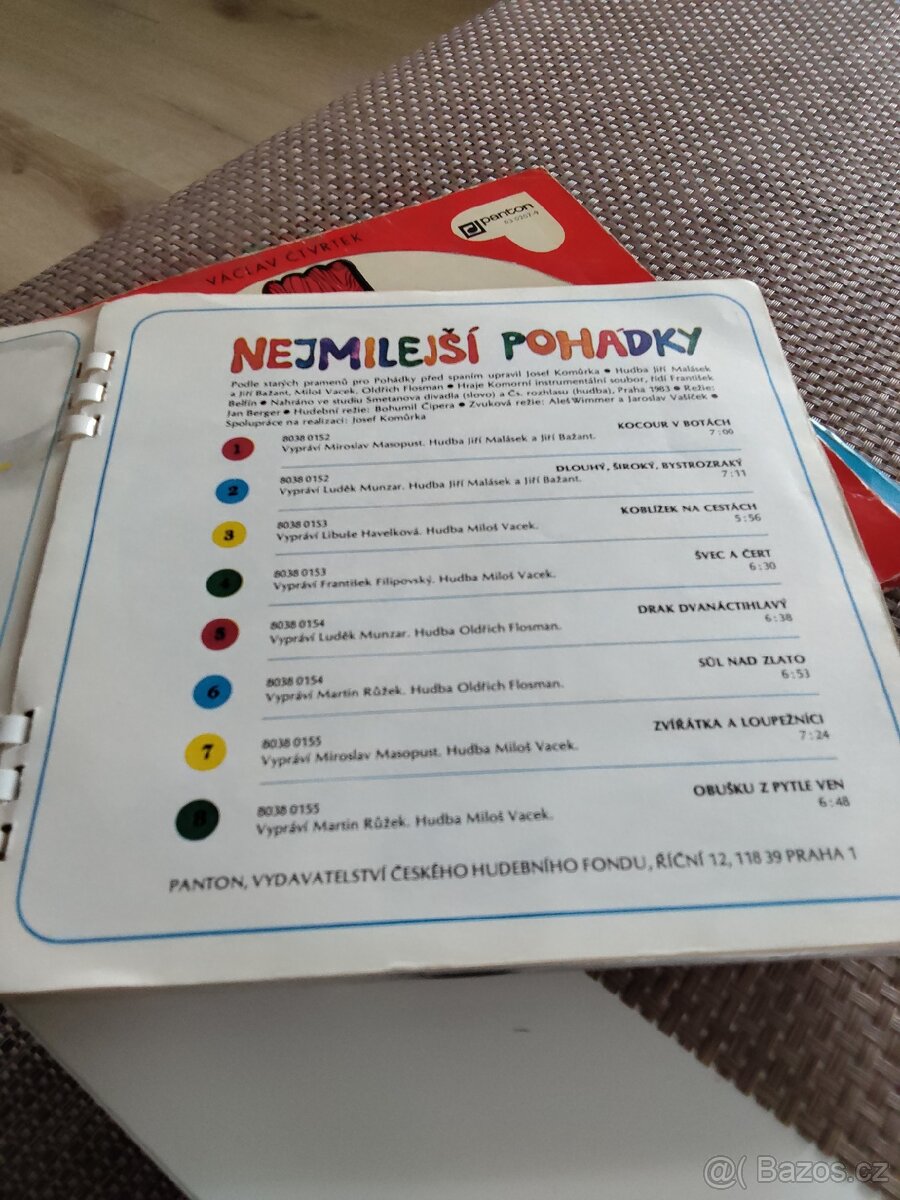 VÁCLAV ČTVRTEK
panton
03 0207-9
NEJMILEJŠÍ POHÁDKY
Podle starých pramenů pro Pohádky před spaním upravil Josef Komůrka ● Hudba Jiří Malásek
a Jiří Bažant, Miloš Vacek, Oldřich Flosman ● Hraje Komorní instrumentální soubor, řídí František
Belfín ● Nahráno ve studiu Smetanova divadla (slovo) a Čs. rozhlasu (hudba), Praha 1983 ● Režie:
Jan Berger ● Hudební režie: Bohumil Čipera ● Zvuková režie: Aleš Wimmer a Jaroslav Vašíček ●
Spolupráce na realizaci: Josef Komůrka
1 8038 0152 KOCOUR V BOTÁCH
Vypráví Miroslav Masopust. Hudba Jiří Malásek a Jiří Bažant. 7:00
2 8038 0152 DLOUHÝ, ŠIROKÝ, BYSTROZRAKÝ
Vypráví Luděk Munzar. Hudba Jiří Malásek a Jiří Bažant. 7:11
3 8038 0153 KOBLÍŽEK NA CESTÁCH
Vypráví Libuše Havelková. Hudba Miloš Vacek. 5:56
4 8038 0153 ŠVEC A ČERT
Vypráví František Filipovský. Hudba Miloš Vacek. 6:30
5 8038 0154 DRAK DVANÁCTIHLAVÝ
Vypráví Luděk Munzar. Hudba Oldřich Flosman. 6:38
6 8038 0154 SŮL NAD ZLATO
Vypráví Martin Růžek. Hudba Oldřich Flosman. 6:53
7 8038 0155 ZVÍŘÁTKA A LOUPEŽNÍCI
Vypráví Miroslav Masopust. Hudba Miloš Vacek. 7:24
8 8038 0155 OBUŠKU Z PYTLE VEN
Vypráví Martin Růžek. Hudba Miloš Vacek. 6:48
PANTON, VYDAVATELSTVÍ ČESKÉHO HUDEBNÍHO FONDU, ŘÍČNÍ 12, 118 39 PRAHA 1
@( Bazos.cz